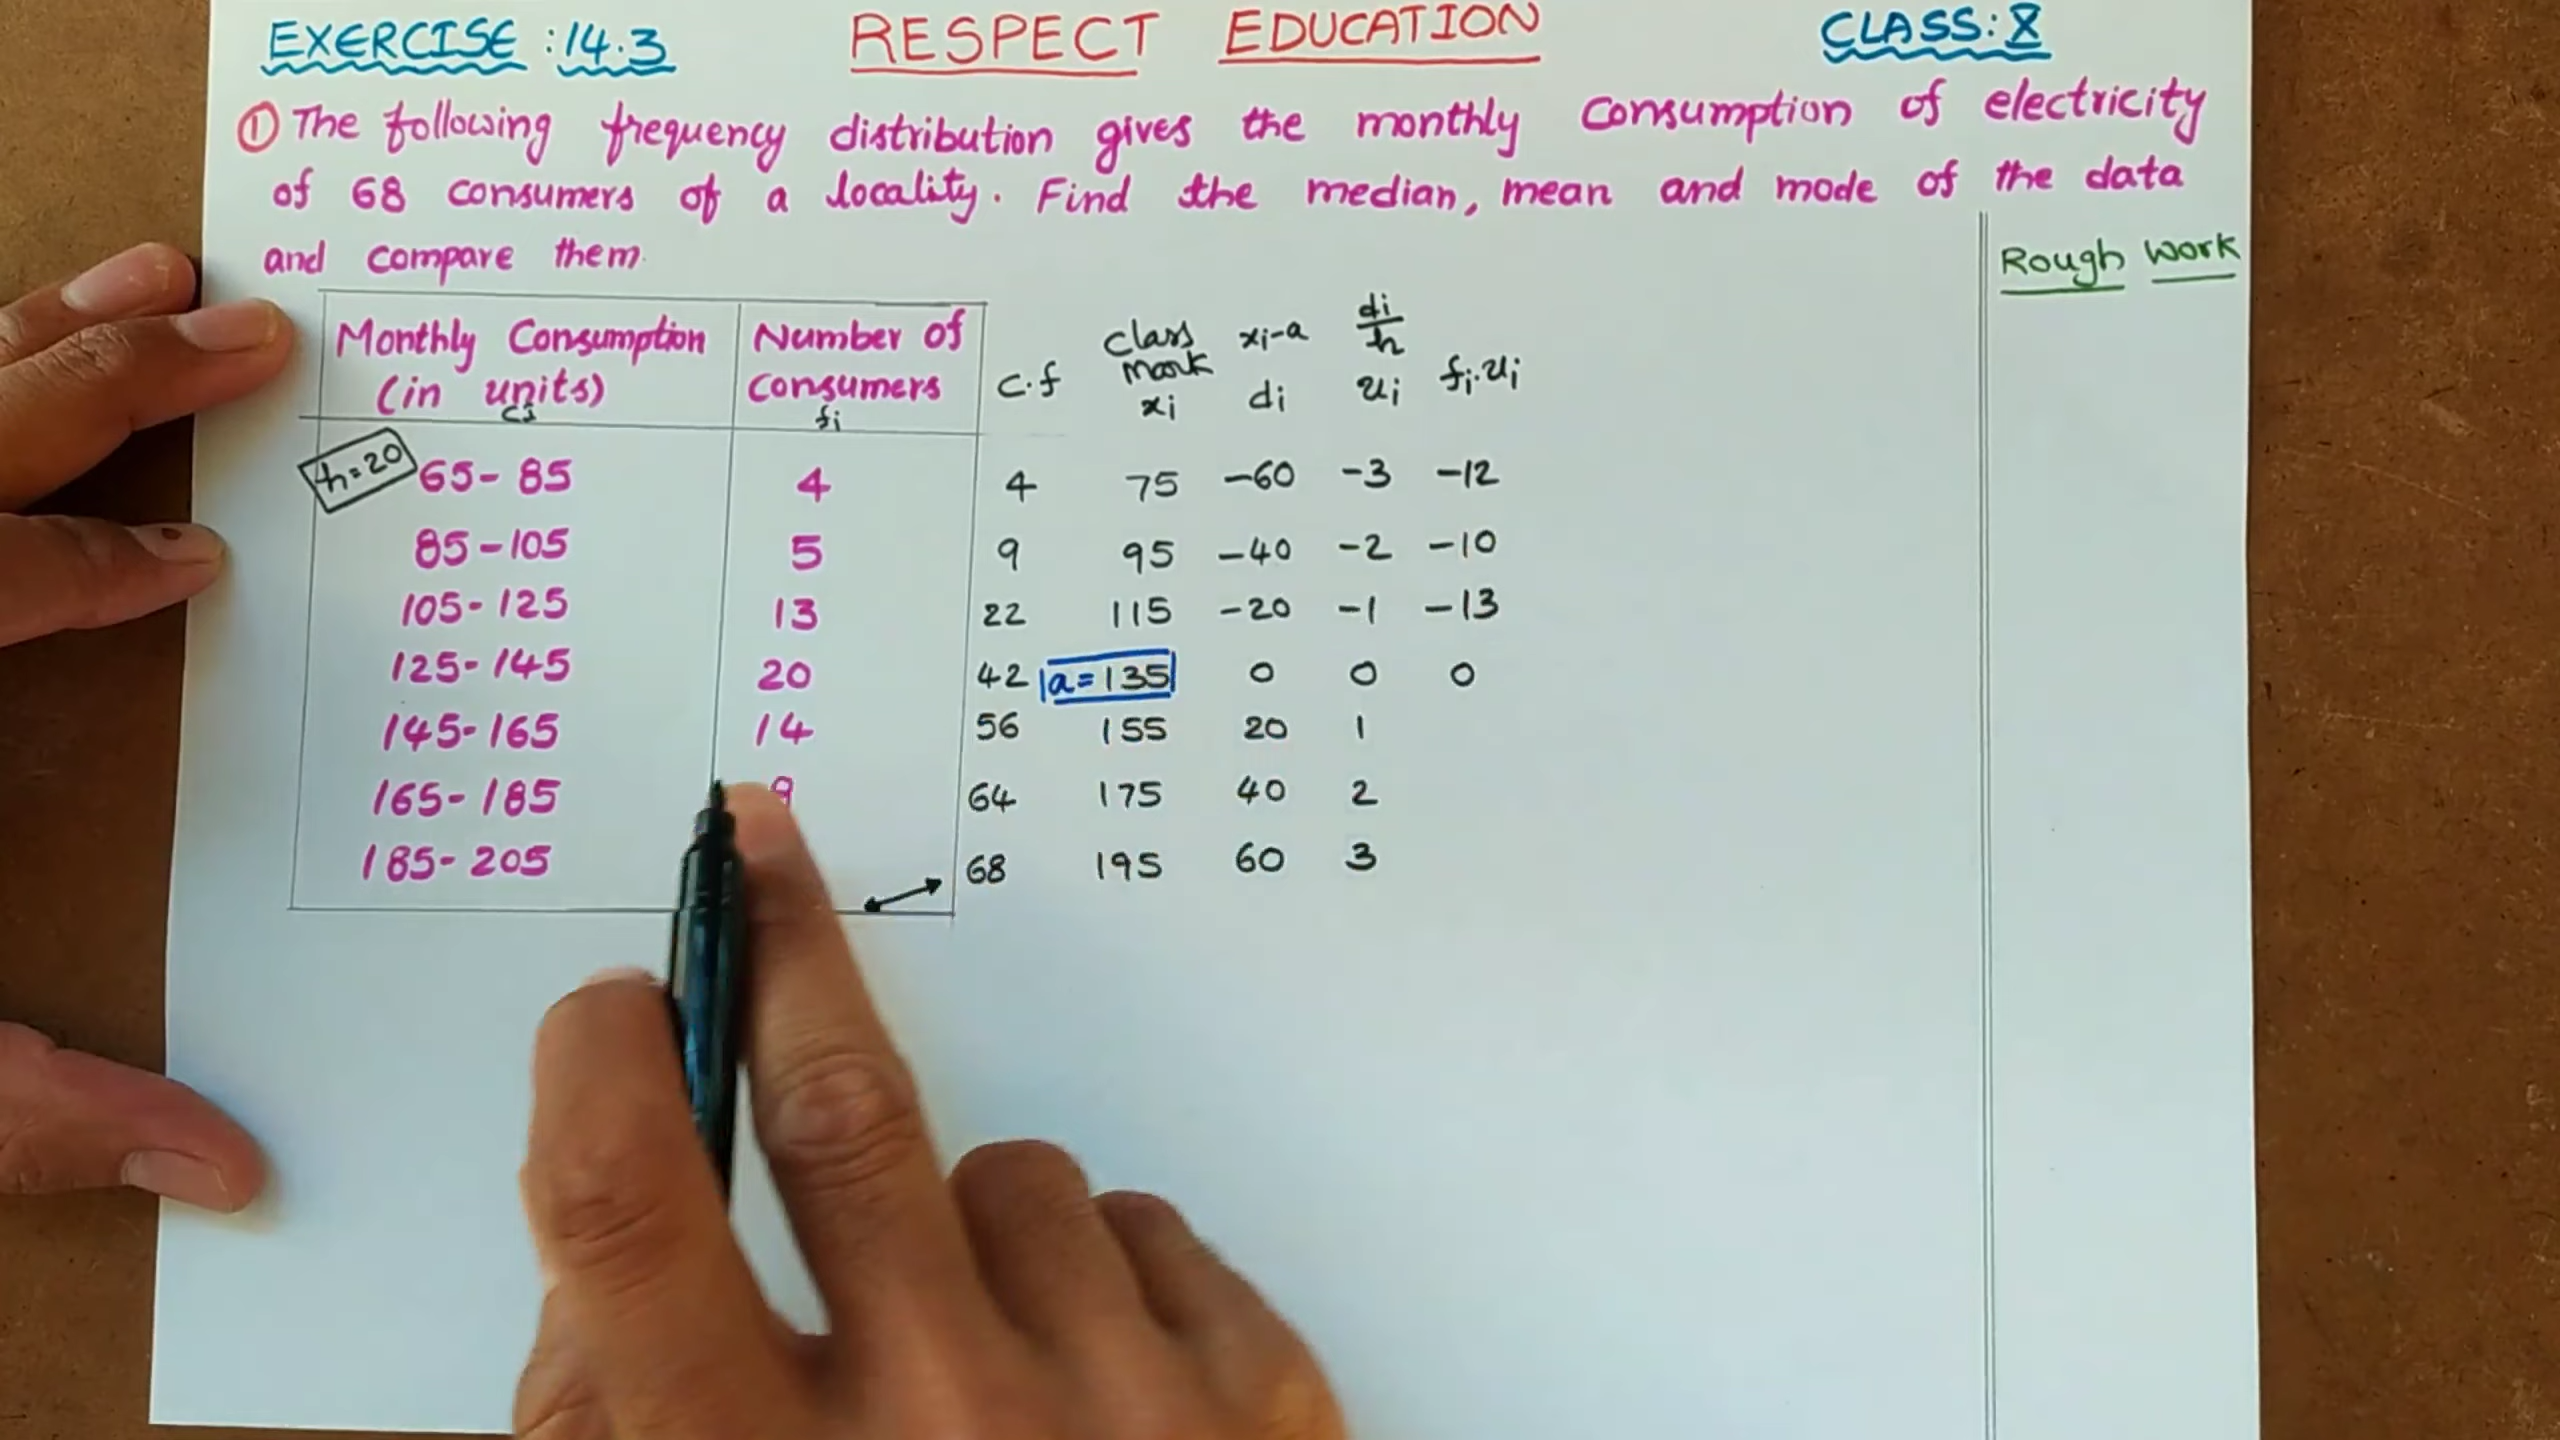 EXERCISE : 14.3 RESPECT EDUCATION CLASS: X
① The following frequency distribution gives the monthly consumption of electricity
of 68 consumers of a locality. Find the median, mean and mode of the data
and compare them.
Rough Work
Monthly Consumption (in units) CI
Number of consumers fi
c.f
class mark xi
xi-a di
di/h ui
fi.ui
h=20
65-85 4 4 75 -60 -3 -12
85-105 5 9 95 -40 -2 -10
105-125 13 22 115 -20 -1 -13
125-145 20 42 a=135 0 0 0
145-165 14 56 155 20 1
165-185 64 175 40 2
185-205 68 195 60 3